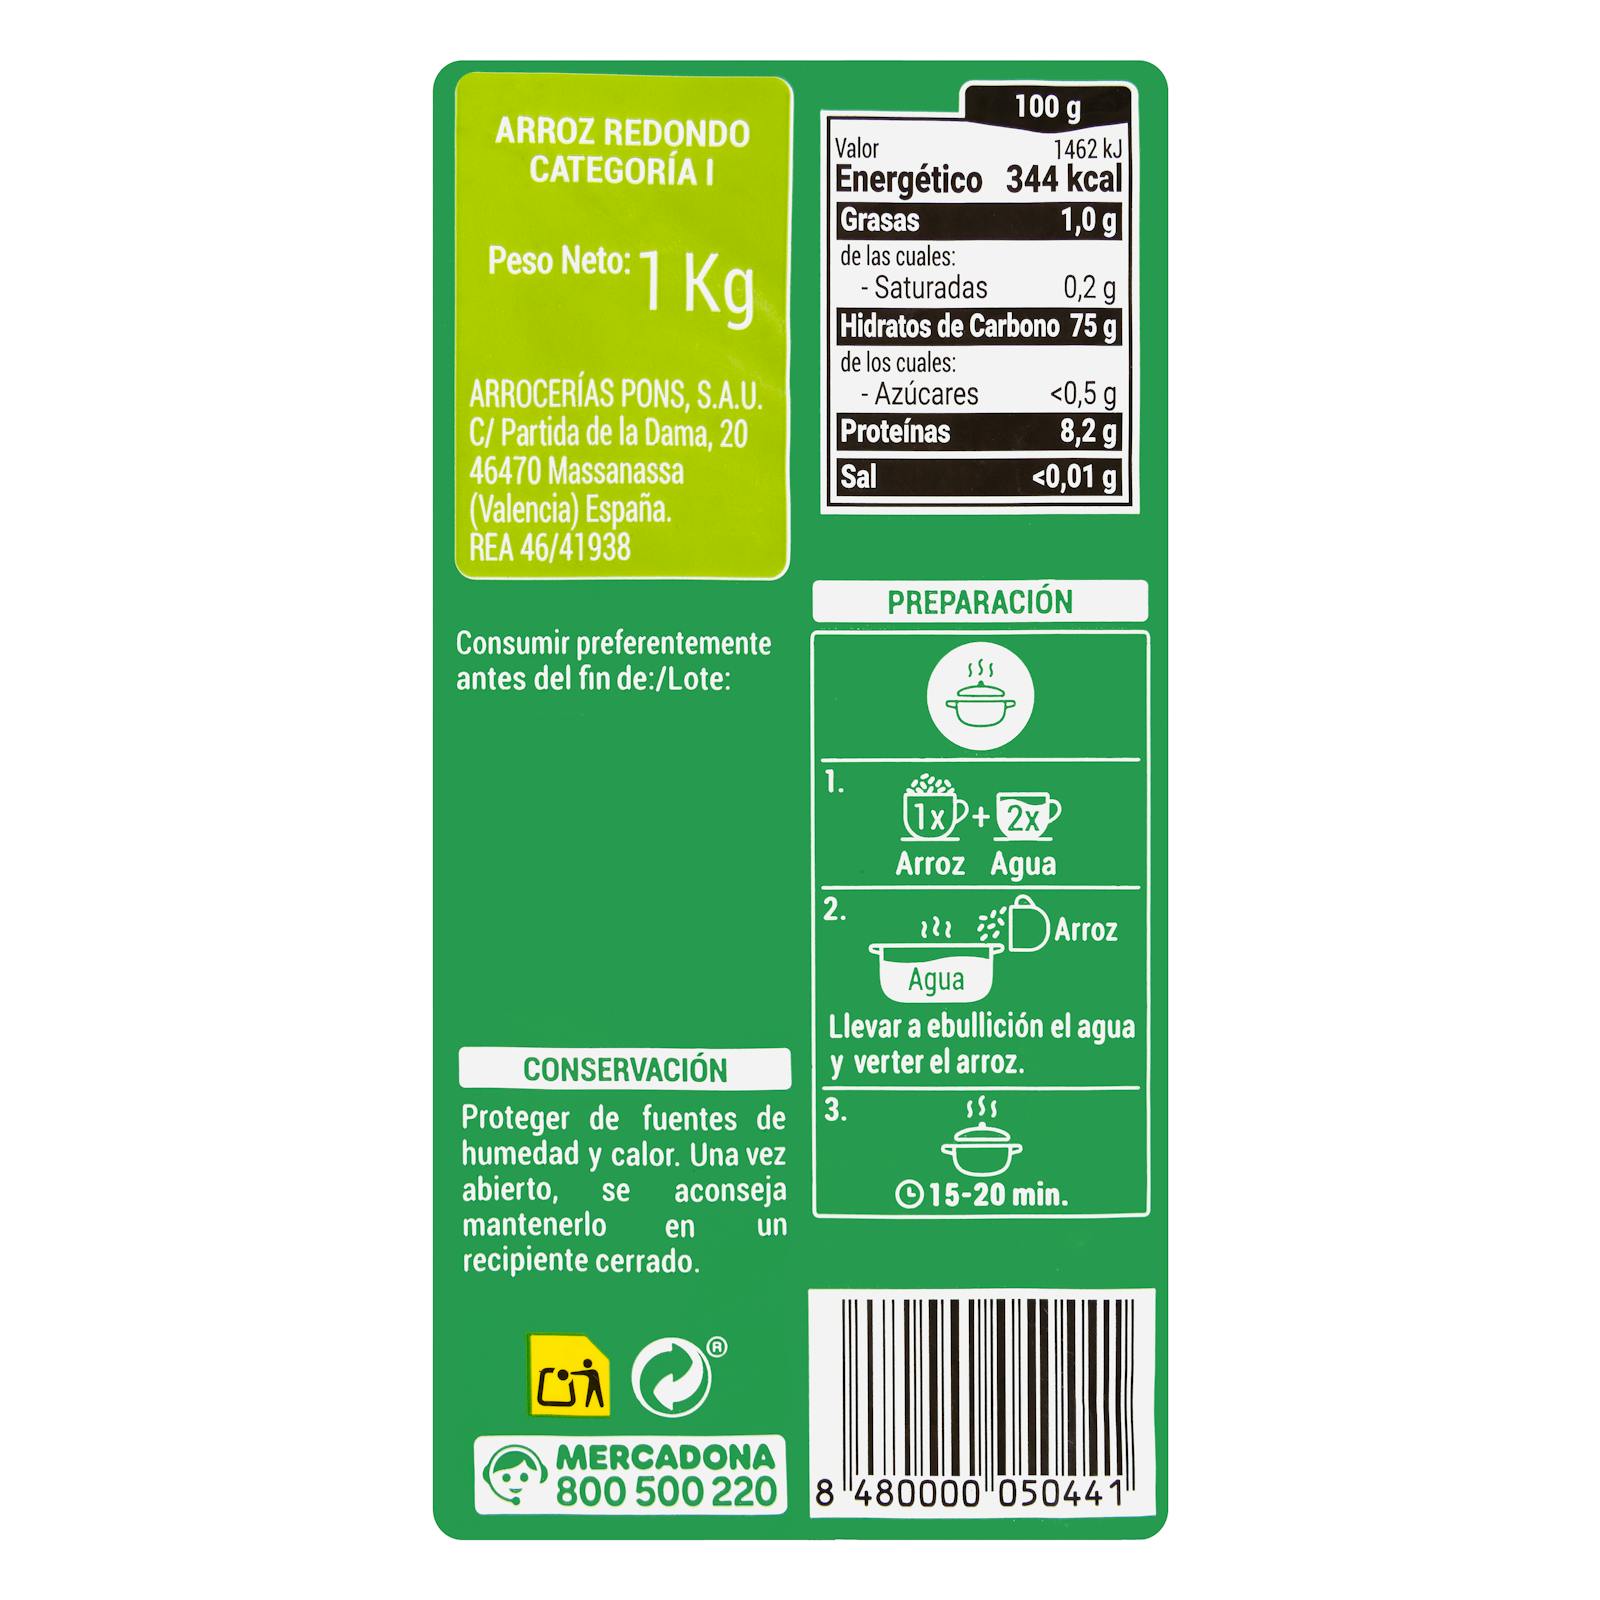 ARROZ REDONDO
CATEGORÍA I
Peso Neto: 1 Kg
ARROCERÍAS PONS, S.A.U.
C/ Partida de la Dama, 20
46470 Massanassa
(Valencia) España.
REA 46/41938
Consumir preferentemente
antes del fin de:/Lote:
CONSERVACIÓN
Proteger de fuentes de
humedad y calor. Una vez
abierto, se aconseja
mantenerlo en un
recipiente cerrado.
®
MERCADONA
800 500 220
100 g
Valor 1462 kJ
Energético 344 kcal
Grasas 1,0 g
de las cuales:
- Saturadas 0,2 g
Hidratos de Carbono 75 g
de los cuales:
- Azúcares <0,5 g
Proteínas 8,2 g
Sal <0,01 g
PREPARACIÓN
1.
1x + 2x
Arroz Agua
2.
Arroz
Agua
Llevar a ebullición el agua
y verter el arroz.
3.
15-20 min.
8 480000 050441